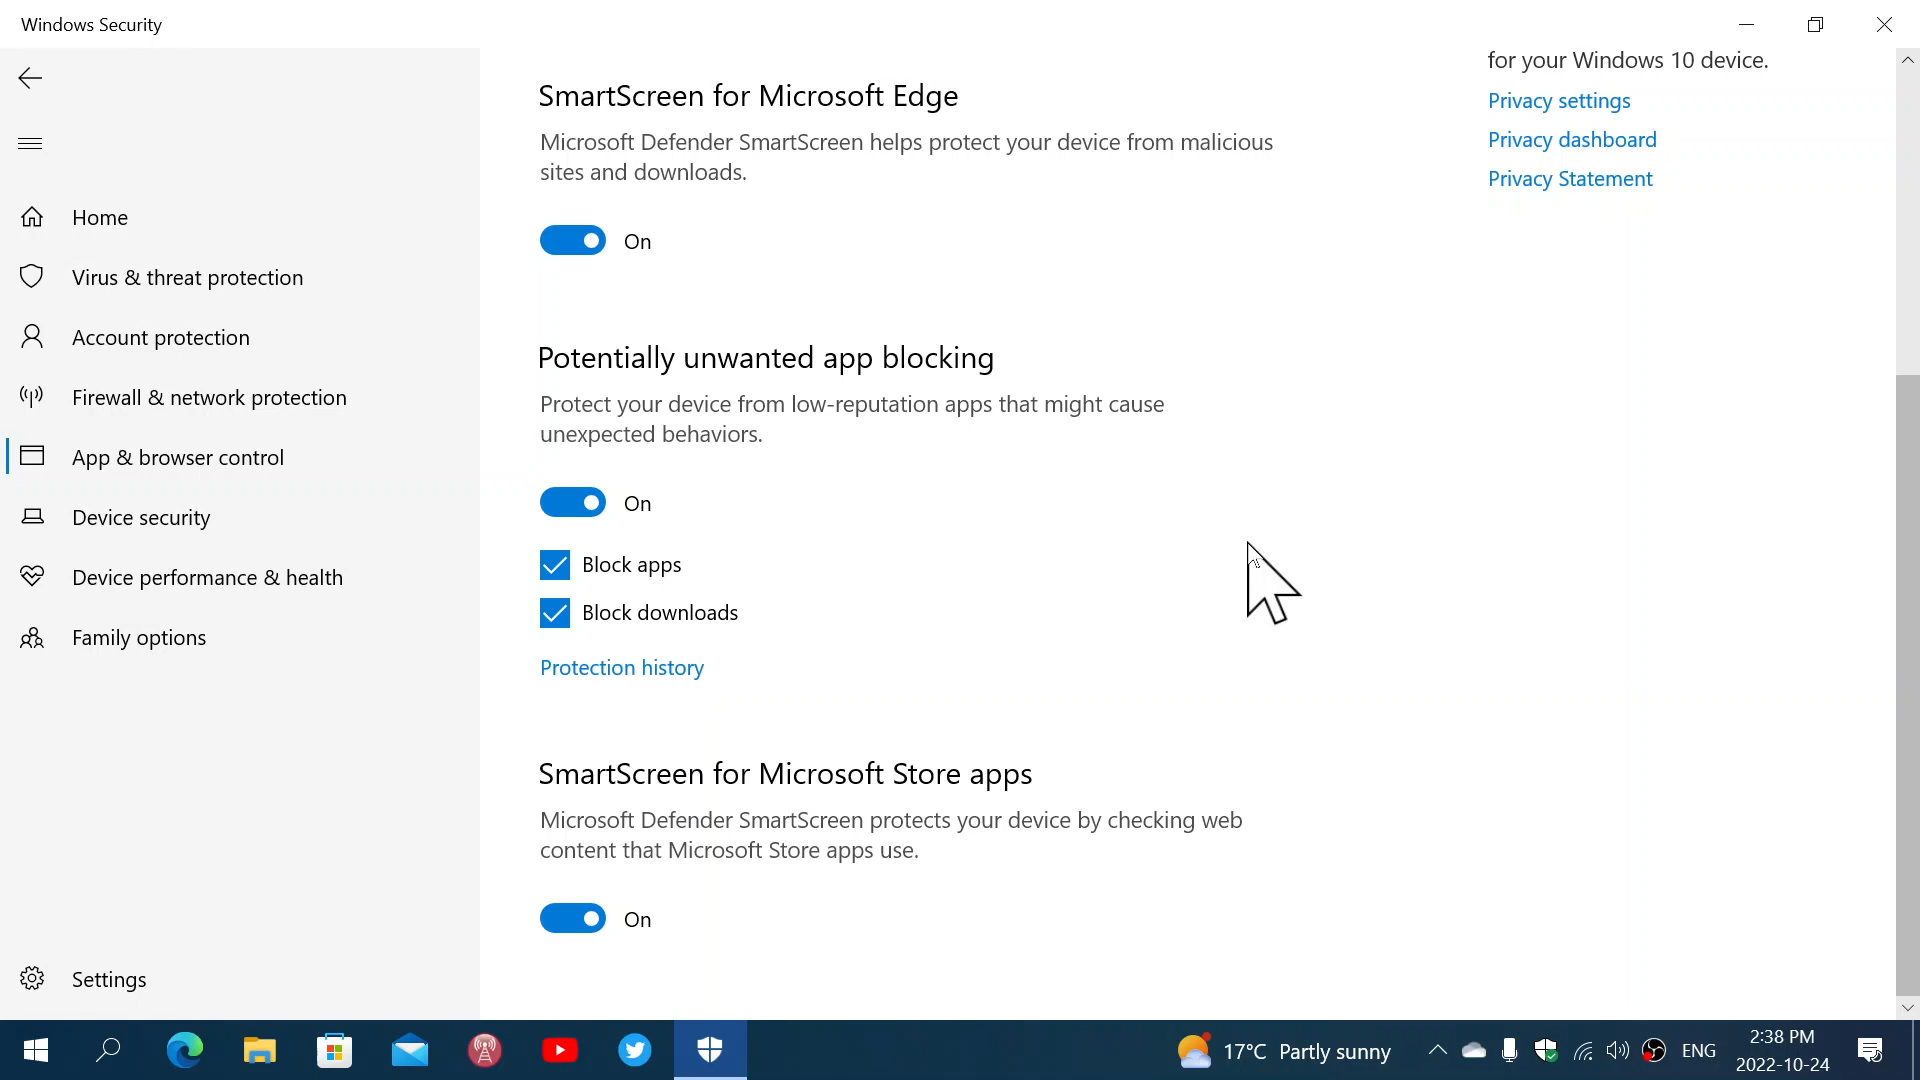 Windows Security
Home
Virus & threat protection
Account protection
Firewall & network protection
App & browser control
Device security
Device performance & health
Family options
Settings
SmartScreen for Microsoft Edge
Microsoft Defender SmartScreen helps protect your device from malicious
sites and downloads.
On
Potentially unwanted app blocking
Protect your device from low-reputation apps that might cause
unexpected behaviors.
On
Block apps
Block downloads
Protection history
SmartScreen for Microsoft Store apps
Microsoft Defender SmartScreen protects your device by checking web
content that Microsoft Store apps use.
On
for your Windows 10 device.
Privacy settings
Privacy dashboard
Privacy Statement
17°C Partly sunny
ENG
2:38 PM
2022-10-24